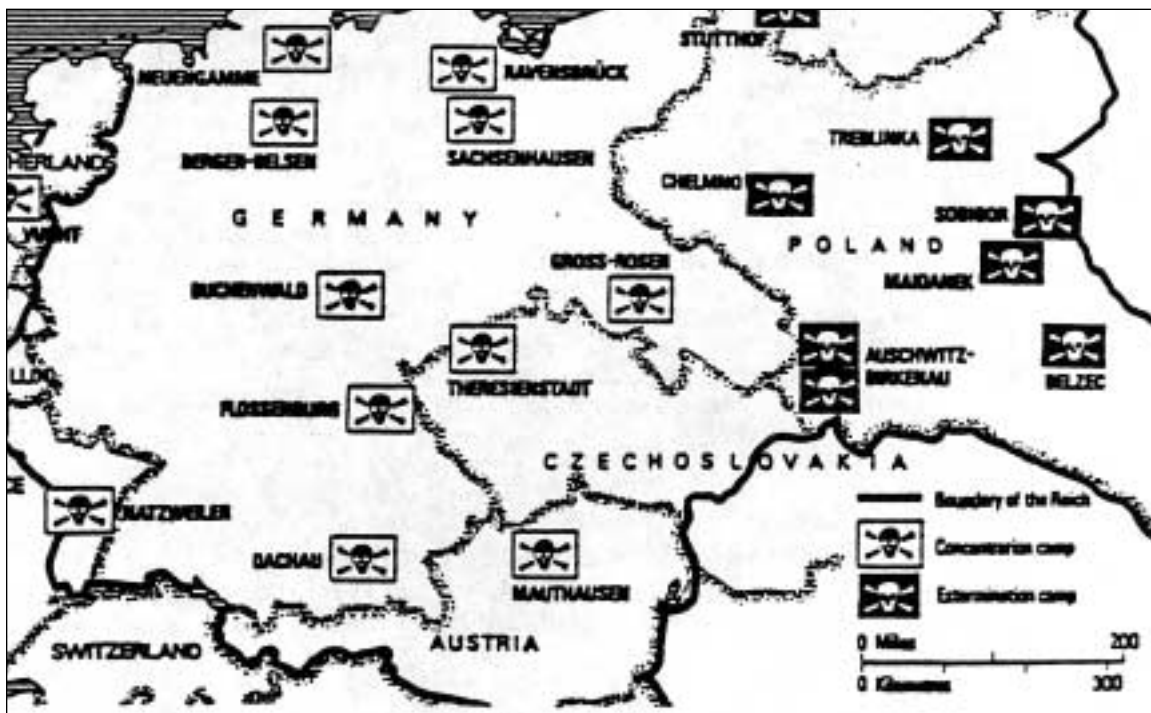 STUTTHOF
NEUENGAMME
RAVENSBRÜCK
BERGEN-BELSEN
SACHSENHAUSEN
TREBLINKA
HERLANDS
CHELMNO
SOBIBOR
GERMANY
POLAND
GROSS-ROSEN
MAIDANEK
BUCHENWALD
AUSCHWITZ-
BIRKENAU
BELZEC
THERESIENSTADT
FLOSSENBURG
CZECHOSLOVAKIA
NATZWEILER
Boundary of the Reich
DACHAU
Concentration camp
MAUTHAUSEN
Extermination camp
AUSTRIA
SWITZERLAND
0 Miles 200
0 Kilometres 300